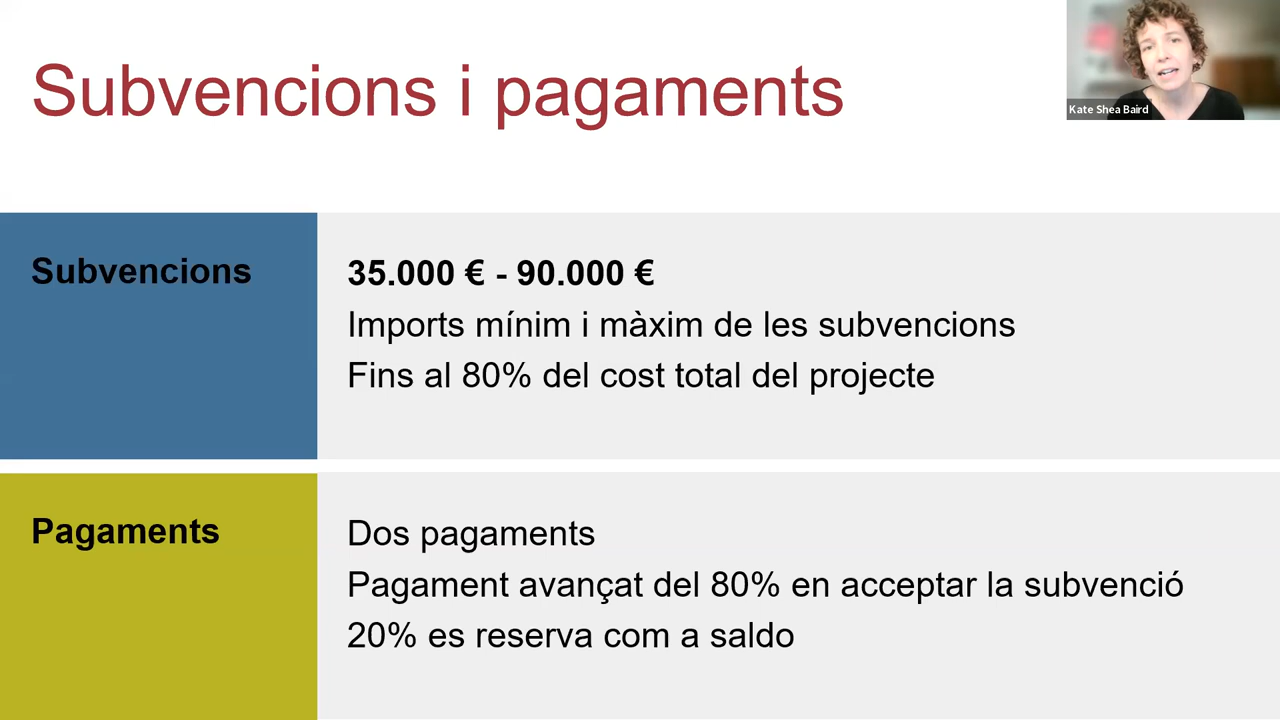 Subvencions i pagaments
Kate Shea Baird
Subvencions
35.000 € - 90.000 €
Imports mínim i màxim de les subvencions
Fins al 80% del cost total del projecte
Pagaments
Dos pagaments
Pagament avançat del 80% en acceptar la subvenció
20% es reserva com a saldo